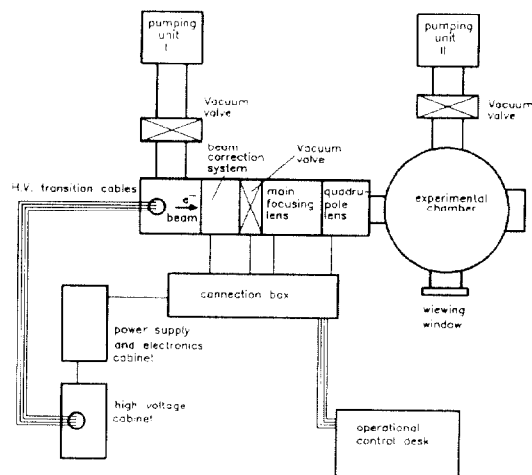 pumping
unit
I
pumping
unit
II
Vacuum
valve
Vacuum
valve
beam
correction
system
Vacuum
valve
H.V. transition cables
e⁻
beam
main
focusing
lens
quadru-
pole
lens
experimental
chamber
connection box
wiewing
window
power supply
and electronics
cabinet
high voltage
cabinet
operational
control desk